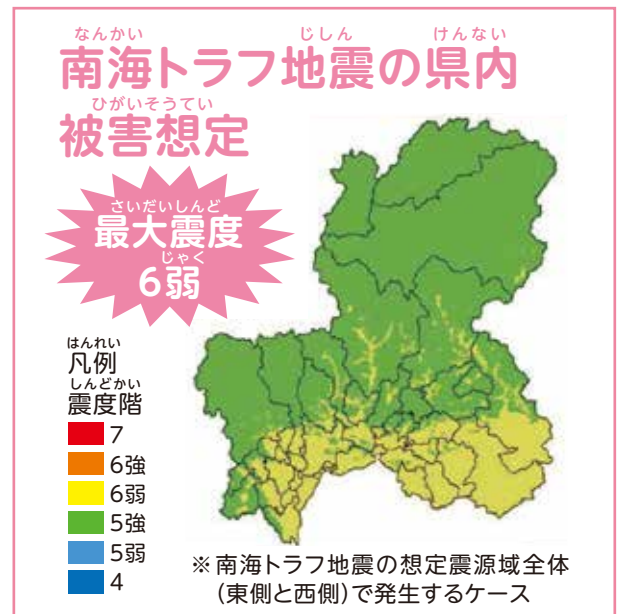 なんかい じしん けんない
南海トラフ地震の県内
ひがいそうてい
被害想定
さいだいしんど
最大震度
じゃく
6弱
はんれい
凡例
しんどかい
震度階
7
6強
6弱
5強
5弱
4
※南海トラフ地震の想定震源域全体
(東側と西側)で発生するケース